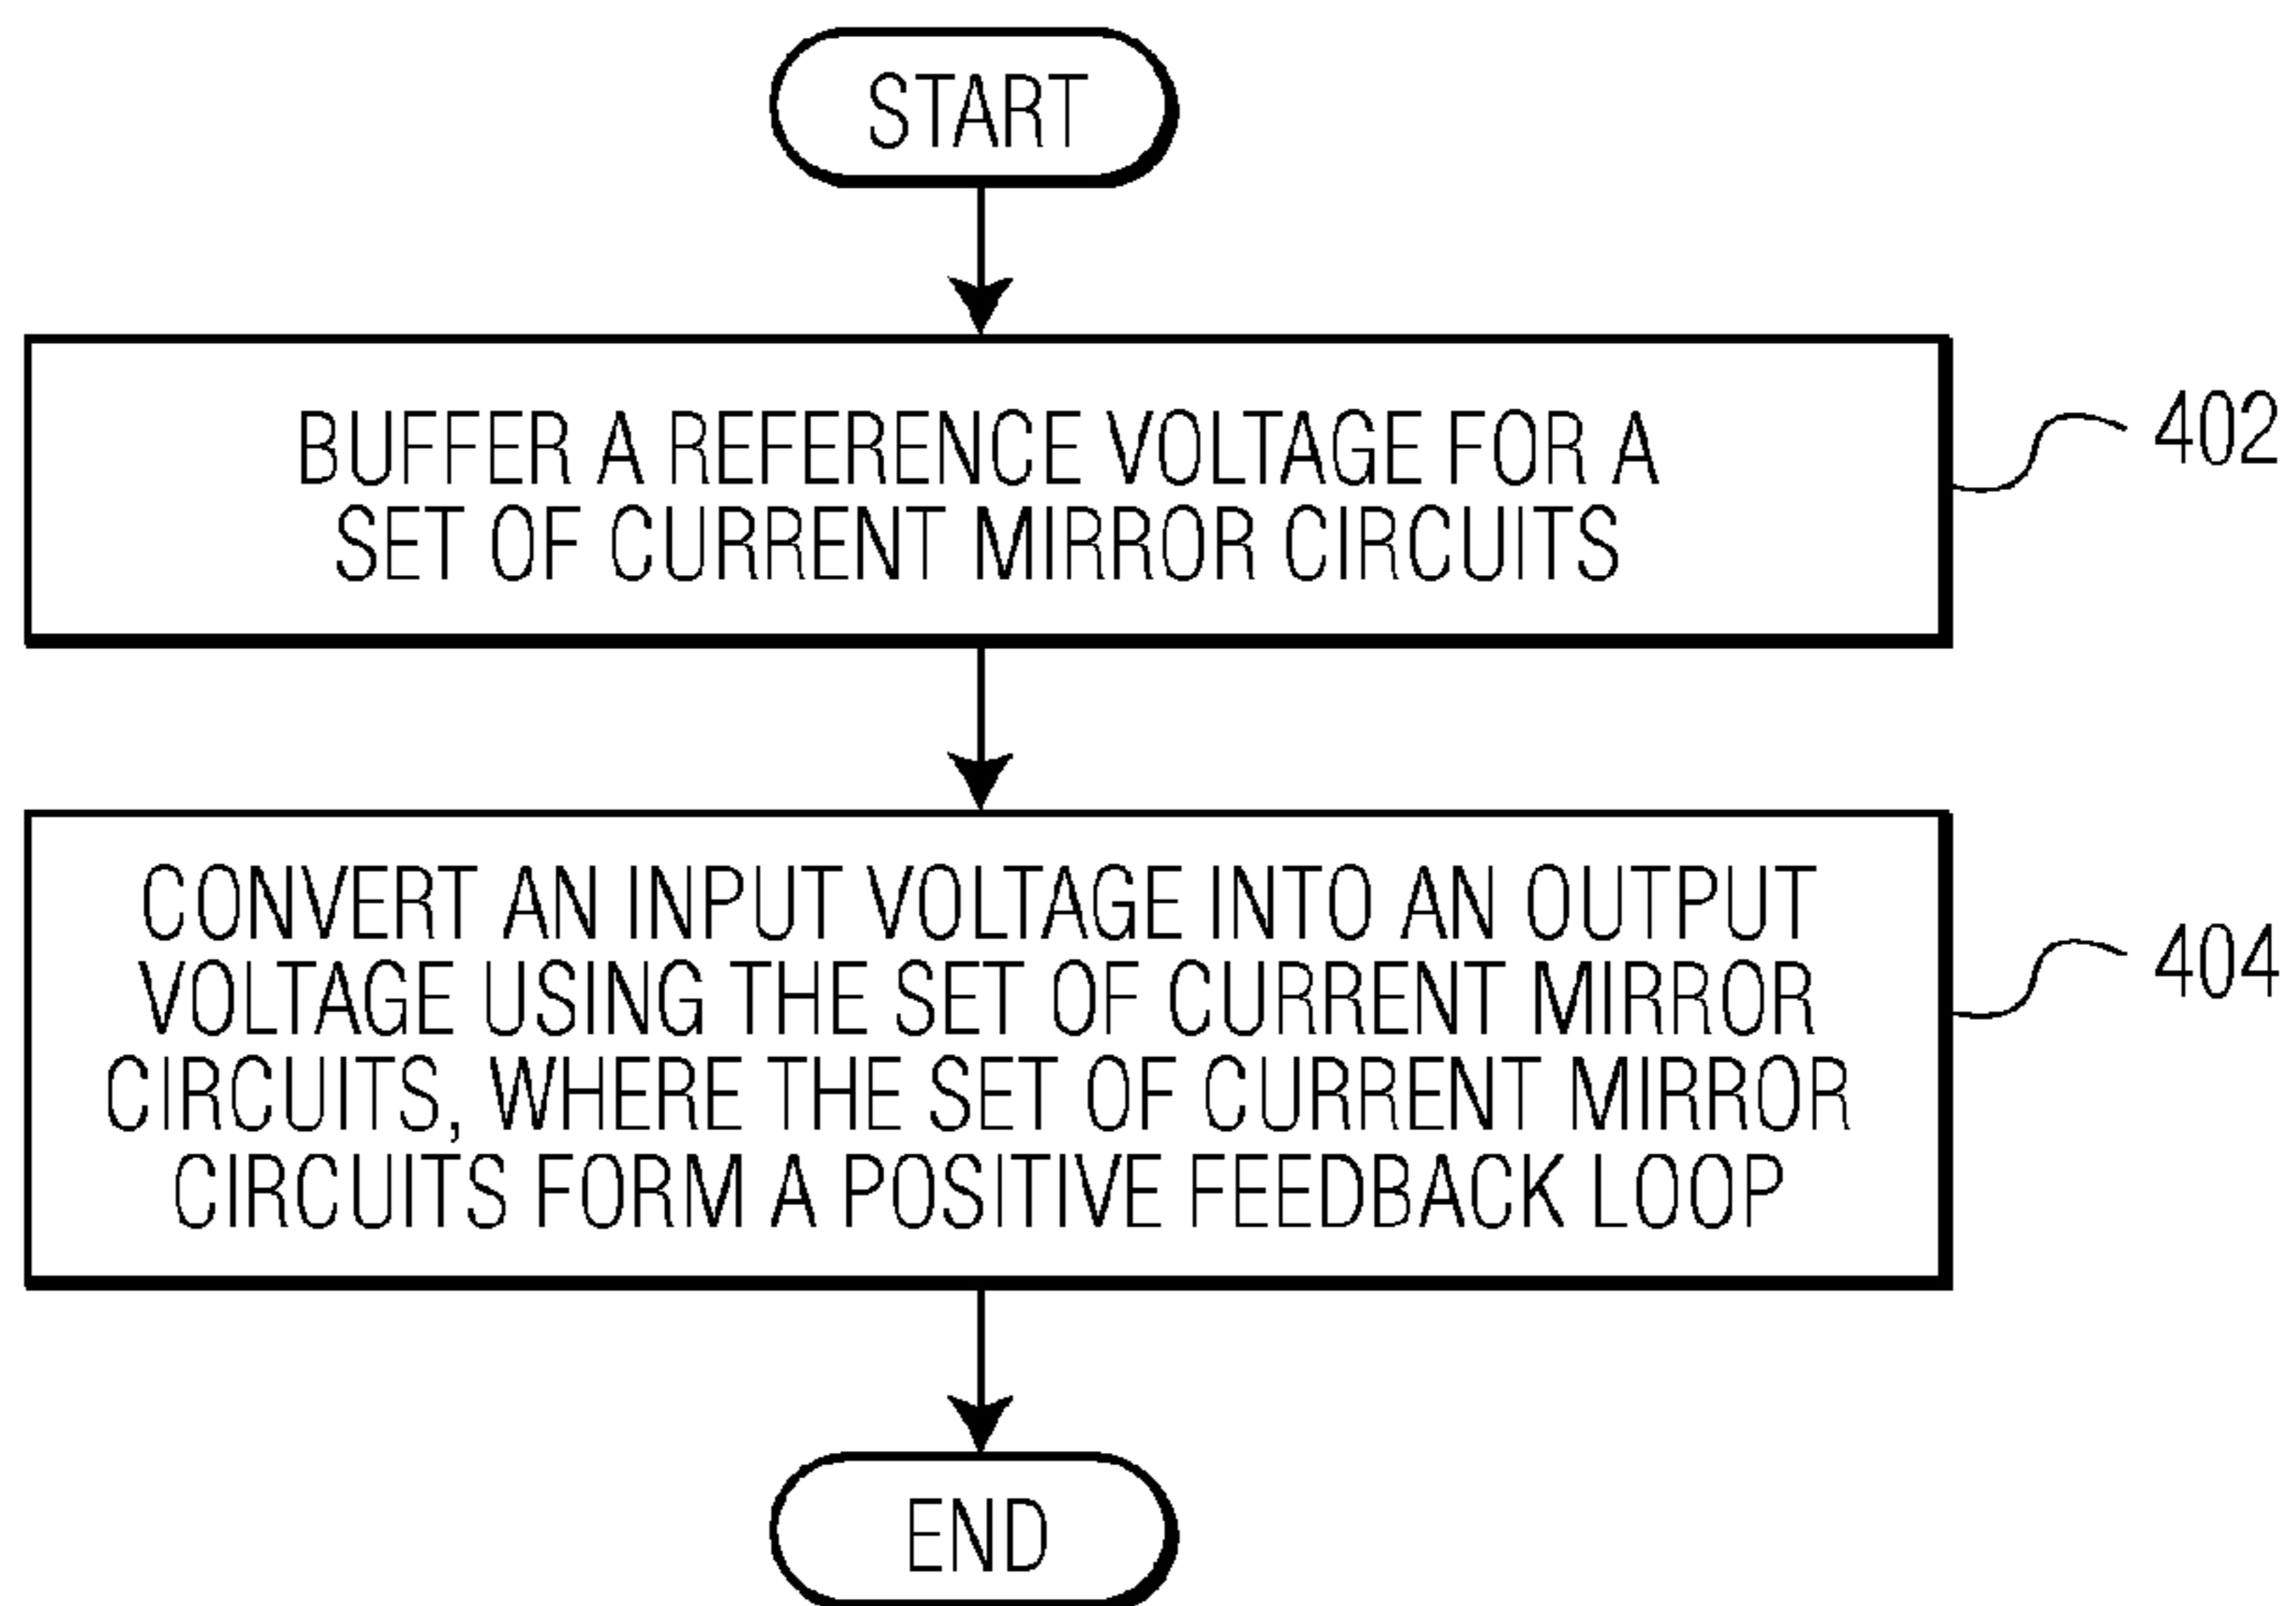 START
BUFFER A REFERENCE VOLTAGE FOR A
SET OF CURRENT MIRROR CIRCUITS
402
CONVERT AN INPUT VOLTAGE INTO AN OUTPUT
VOLTAGE USING THE SET OF CURRENT MIRROR
CIRCUITS, WHERE THE SET OF CURRENT MIRROR
CIRCUITS FORM A POSITIVE FEEDBACK LOOP
404
END